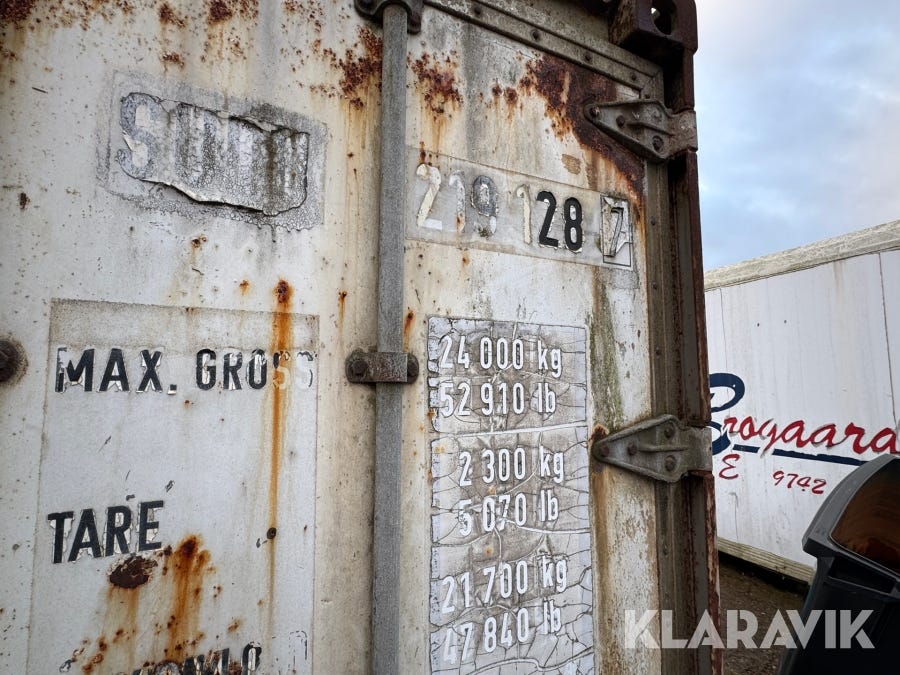 219 128 7
MAX. GROSS
24 000 kg
52 910 lb
TARE
2 300 kg
5 070 lb
21 700 kg
47 840 lb
Brogaard
E 9742
KLARAVIK